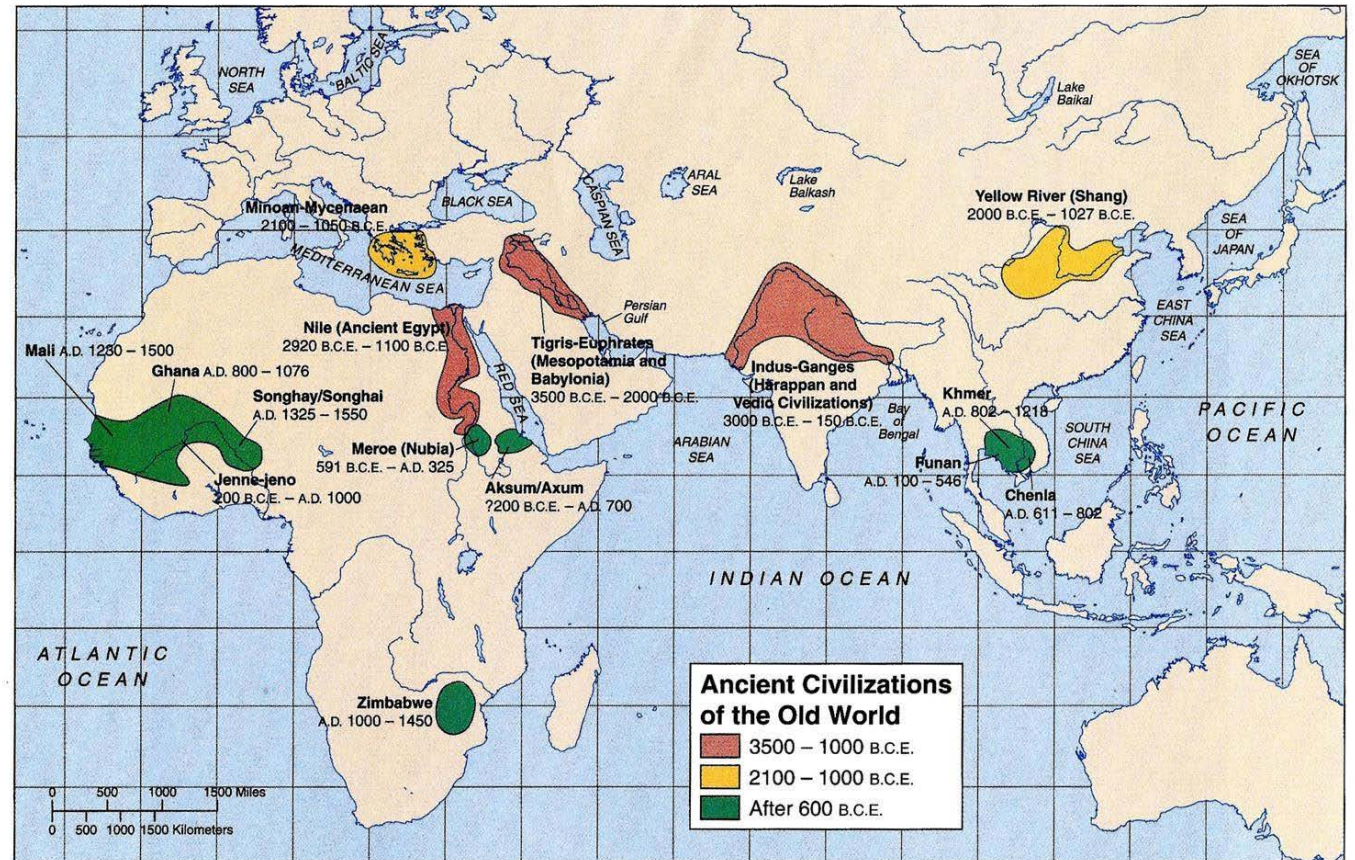 NORTH
SEA
BALTIC SEA
SEA
OF
OKHOTSK
Lake
Baikal
ARAL
SEA
Lake
Balkash
CASPIAN SEA
BLACK SEA
Minoan-Mycenaean
2100 – 1050 B.C.E.
MEDITERRANEAN SEA
Yellow River (Shang)
2000 B.C.E. – 1027 B.C.E.
SEA
OF
JAPAN
EAST
CHINA
SEA
Persian
Gulf
Nile (Ancient Egypt)
2920 B.C.E. – 1100 B.C.E.
Tigris-Euphrates
(Mesopotamia and
Babylonia)
3500 B.C.E. – 2000 B.C.E.
RED SEA
Mali A.D. 1230 – 1500
Ghana A.D. 800 – 1076
Songhay/Songhai
A.D. 1325 – 1550
Jenne-jeno
200 B.C.E. – A.D. 1000
Meroe (Nubia)
591 B.C.E. – A.D. 325
Aksum/Axum
?200 B.C.E. – A.D. 700
Indus-Ganges
(Harappan and
Vedic Civilizations)
3000 B.C.E. – 150 B.C.E.
ARABIAN
SEA
Bay
of
Bengal
Khmer
A.D. 802 – 1218
Funan
A.D. 100 – 546
Chenla
A.D. 611 – 802
SOUTH
CHINA
SEA
PACIFIC
OCEAN
INDIAN OCEAN
ATLANTIC
OCEAN
Zimbabwe
A.D. 1000 – 1450
Ancient Civilizations
of the Old World
3500 – 1000 B.C.E.
2100 – 1000 B.C.E.
After 600 B.C.E.
0 500 1000 1500 Miles
0 500 1000 1500 Kilometers